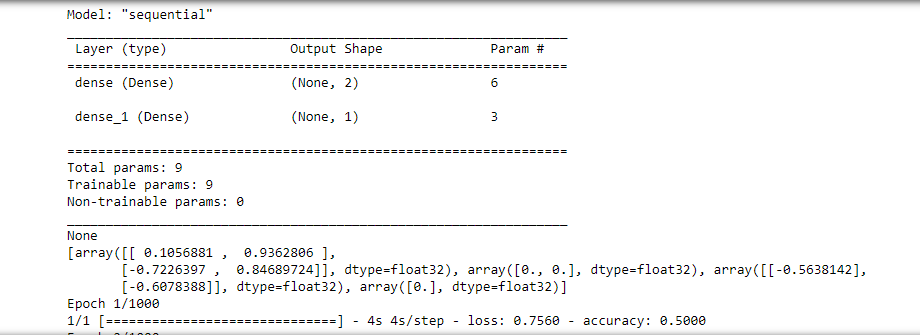 Model: "sequential"
_________________________________________________________________
Layer (type) Output Shape Param #
=================================================================
dense (Dense) (None, 2) 6
dense_1 (Dense) (None, 1) 3
=================================================================
Total params: 9
Trainable params: 9
Non-trainable params: 0
_________________________________________________________________
None
[array([[ 0.1056881 , 0.9362806 ],
[-0.7226397 , 0.84689724]], dtype=float32), array([0., 0.], dtype=float32), array([[-0.5638142],
[-0.6078388]], dtype=float32), array([0.], dtype=float32)]
Epoch 1/1000
1/1 [==============================] - 4s 4s/step - loss: 0.7560 - accuracy: 0.5000